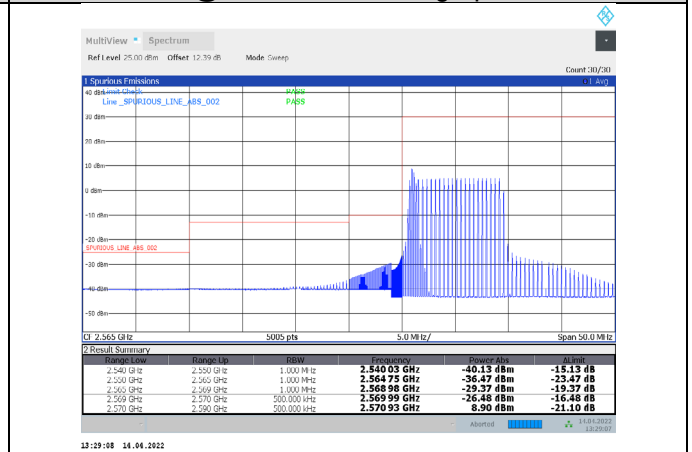 MultiView Spectrum
Ref Level 25.00 dBm Offset 12.39 dB Mode Sweep
Count 30/30
1 Spurious Emissions 1 Avg
40 dBm Limit Check PASS
Line _SPURIOUS_LINE_ABS_002 PASS
30 dBm
20 dBm
10 dBm
0 dBm
-10 dBm
-20 dBm
SPURIOUS_LINE_ABS_002
-30 dBm
-40 dBm
-50 dBm
CF 2.565 GHz 5005 pts 5.0 MHz/ Span 50.0 MHz
2 Result Summary
Range Low Range Up RBW Frequency Power Abs ΔLimit
2.540 GHz 2.550 GHz 1.000 MHz 2.540 03 GHz -40.13 dBm -15.13 dB
2.550 GHz 2.565 GHz 1.000 MHz 2.564 75 GHz -36.47 dBm -23.47 dB
2.565 GHz 2.569 GHz 1.000 MHz 2.568 98 GHz -29.37 dBm -19.37 dB
2.569 GHz 2.570 GHz 500.000 kHz 2.569 99 GHz -26.48 dBm -16.48 dB
2.570 GHz 2.590 GHz 500.000 kHz 2.570 93 GHz 8.90 dBm -21.10 dB
Aborted 14.04.2022
13:29:07
13:29:08 14.04.2022